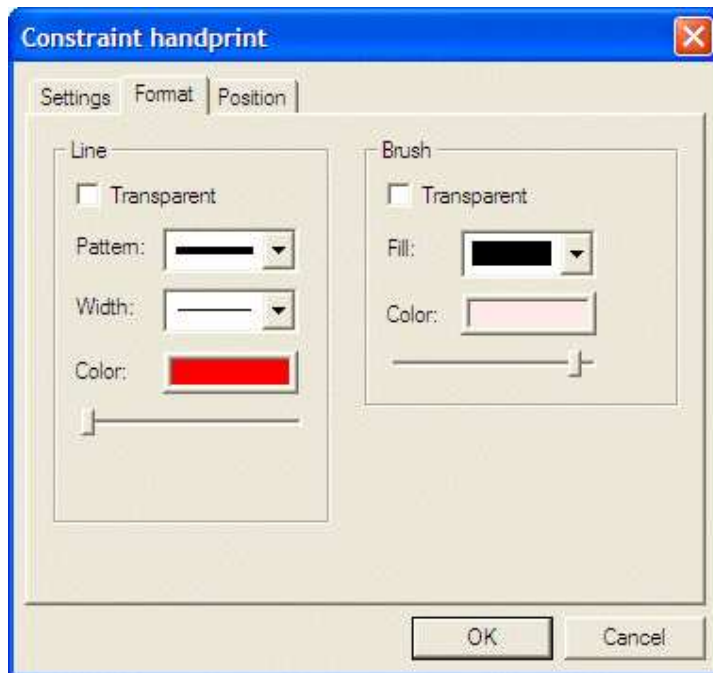 Constraint handprint
Settings Format Position
Line
Transparent
Pattern:
Width:
Color:
Brush
Transparent
Fill:
Color:
OK Cancel